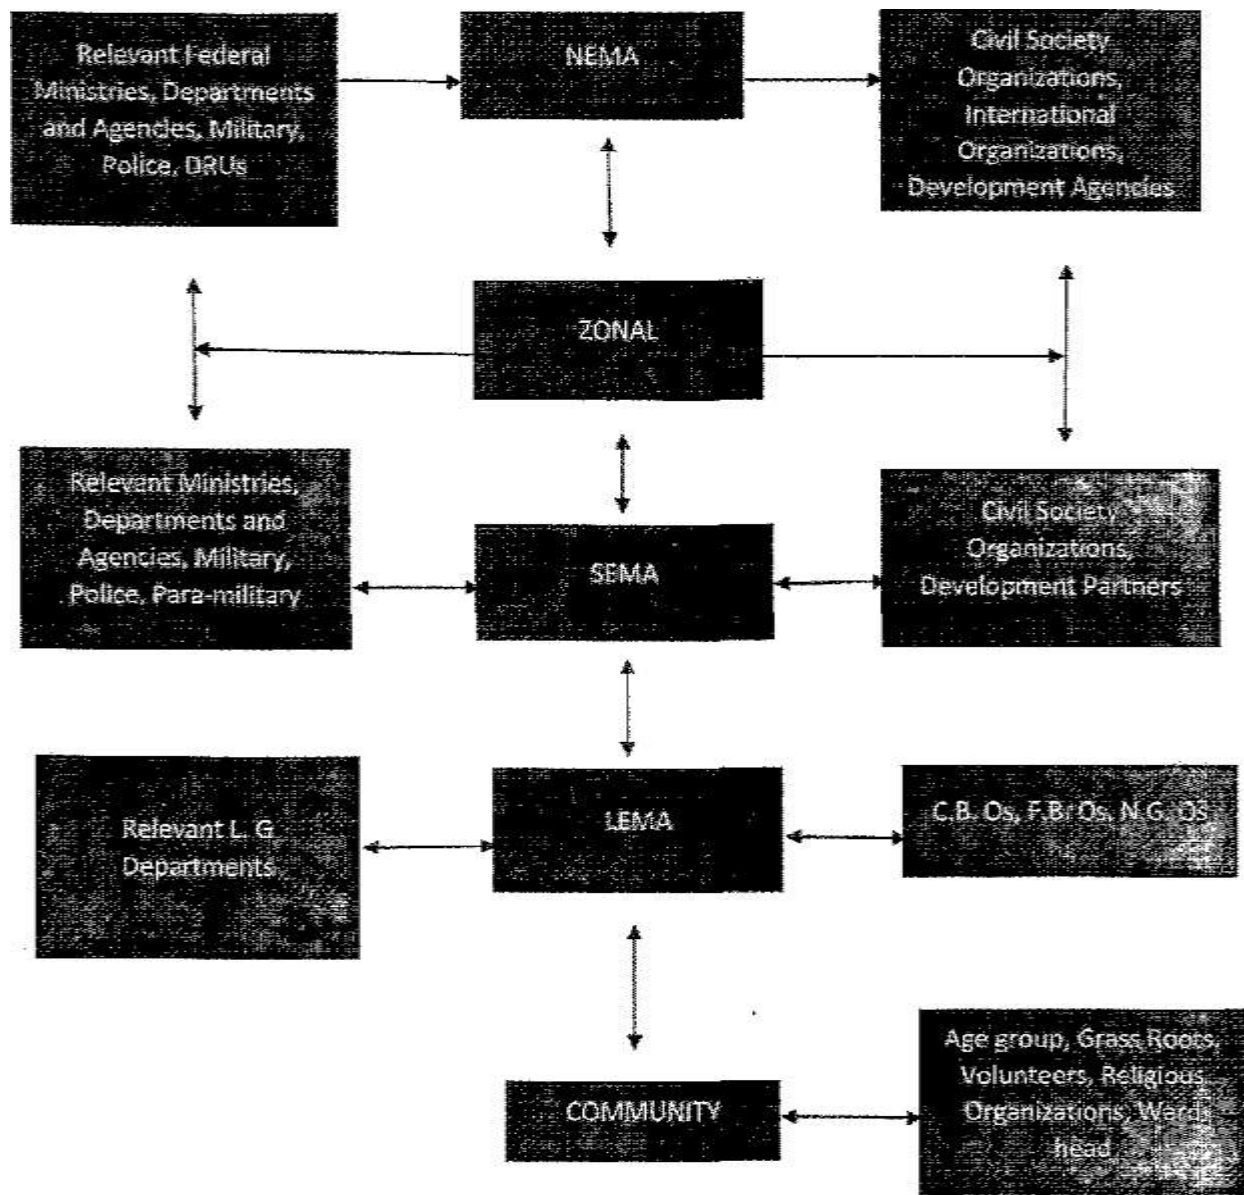 Relevant Federal
Ministries, Departments
and Agencies, Military,
Police, DRUs
NEMA
Civil Society
Organizations,
International
Organizations,
Development Agencies
ZONAL
Relevant Ministries,
Departments and
Agencies, Military,
Police, Para-military
SEMA
Civil Society
Organizations,
Development Partners
Relevant L. G
Departments
LEMA
C.B. Os, F.B. Os, N.G. Os
COMMUNITY
Age group, Grass Roots,
Volunteers, Religious
Organizations, Wards
head